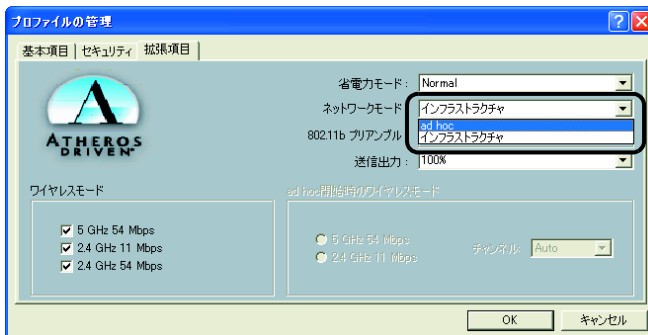 プロファイルの管理
基本項目 セキュリティ 拡張項目
ATHEROS
DRIVEN
省電力モード： Normal
ネットワークモード： インフラストラクチャ
ad hoc
インフラストラクチャ
802.11b プリアンブル
送信出力： 100%
ワイヤレスモード
5 GHz 54 Mbps
2.4 GHz 11 Mbps
2.4 GHz 54 Mbps
ad hoc開始時のワイヤレスモード
5 GHz 54 Mbps
2.4 GHz 11 Mbps
チャンネル: Auto
OK キャンセル